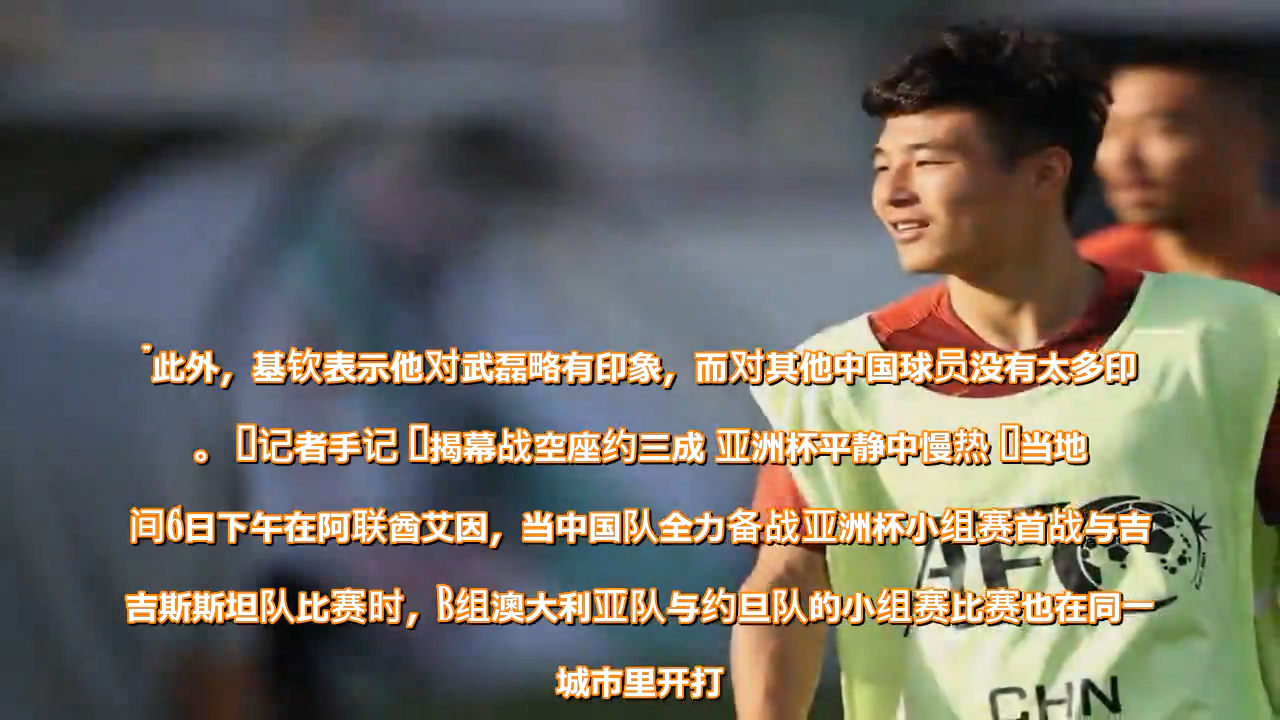 "此外，基钦表示他对武磊略有印象，而对其他中国球员没有太多印
。 记者手记 揭幕战空座约三成 亚洲杯平静中慢热 当地
间6日下午在阿联酋艾因，当中国队全力备战亚洲杯小组赛首战与吉
吉斯斯坦队比赛时，B组澳大利亚队与约旦队的小组赛比赛也在同一
城市里开打
AFC
CHN